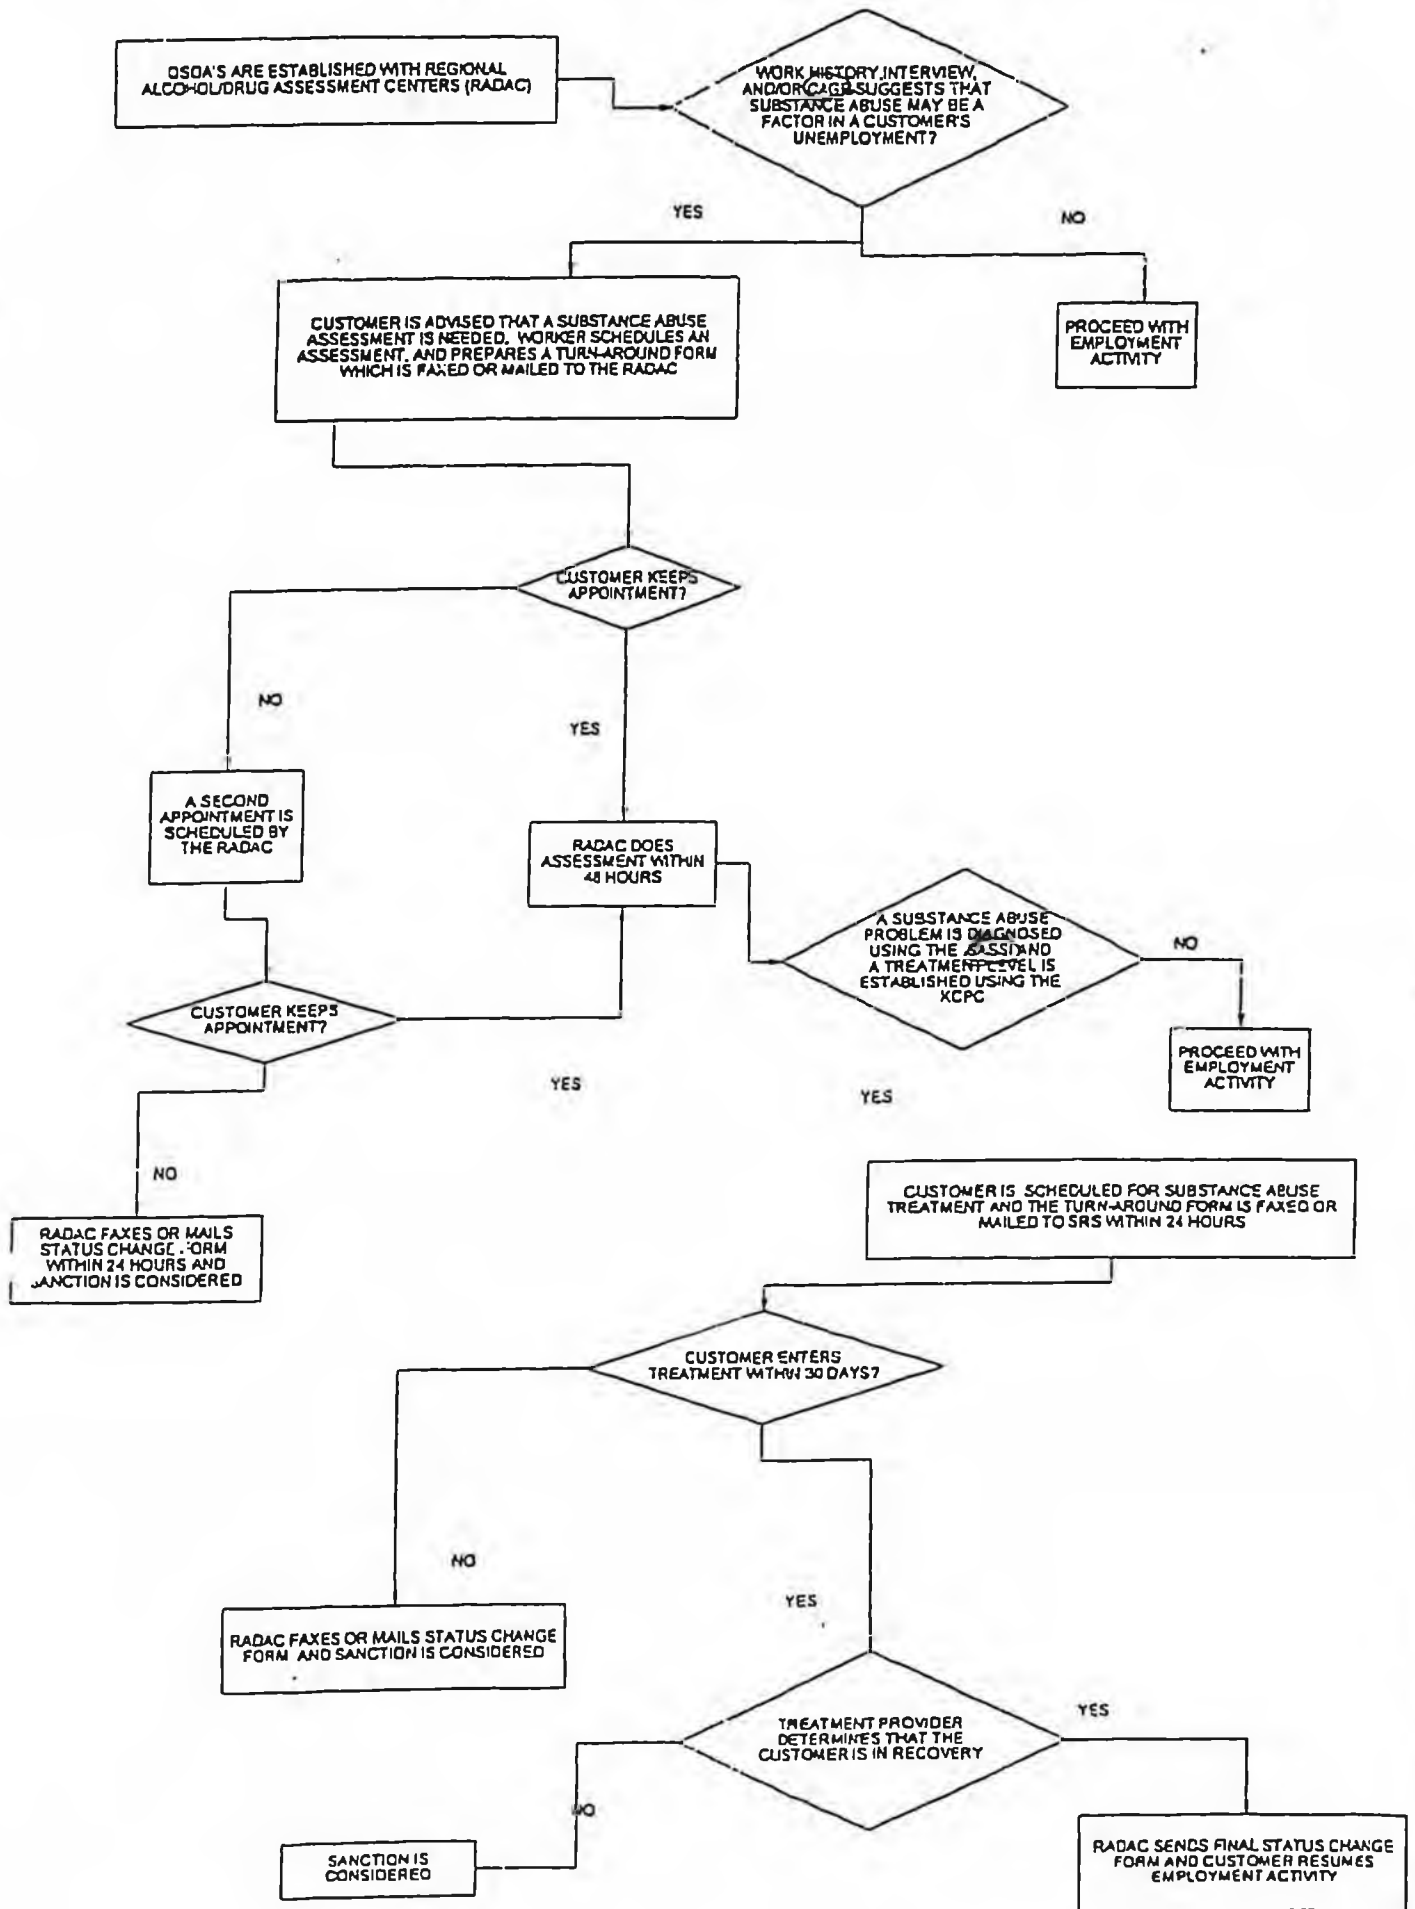 QSOA'S ARE ESTABLISHED WITH REGIONAL
ALCOHOL/DRUG ASSESSMENT CENTERS (RADAC)
WORK HISTORY, INTERVIEW,
AND/OR CAGE SUGGESTS THAT
SUBSTANCE ABUSE MAY BE A
FACTOR IN A CUSTOMER'S
UNEMPLOYMENT?
YES
NO
CUSTOMER IS ADVISED THAT A SUBSTANCE ABUSE
ASSESSMENT IS NEEDED. WORKER SCHEDULES AN
ASSESSMENT, AND PREPARES A TURN-AROUND FORM
WHICH IS FAXED OR MAILED TO THE RADAC
PROCEED WITH
EMPLOYMENT
ACTIVITY
CUSTOMER KEEPS
APPOINTMENT?
NO
YES
A SECOND
APPOINTMENT IS
SCHEDULED BY
THE RADAC
RADAC DOES
ASSESSMENT WITHIN
48 HOURS
A SUBSTANCE ABUSE
PROBLEM IS DIAGNOSED
USING THE SASSI AND
A TREATMENT LEVEL IS
ESTABLISHED USING THE
KCPC
NO
CUSTOMER KEEPS
APPOINTMENT?
PROCEED WITH
EMPLOYMENT
ACTIVITY
YES
YES
NO
CUSTOMER IS SCHEDULED FOR SUBSTANCE ABUSE
TREATMENT AND THE TURN-AROUND FORM IS FAXED OR
MAILED TO SRS WITHIN 24 HOURS
RADAC FAXES OR MAILS
STATUS CHANGE FORM
WITHIN 24 HOURS AND
SANCTION IS CONSIDERED
CUSTOMER ENTERS
TREATMENT WITHIN 30 DAYS?
NO
YES
RADAC FAXES OR MAILS STATUS CHANGE
FORM AND SANCTION IS CONSIDERED
TREATMENT PROVIDER
DETERMINES THAT THE
CUSTOMER IS IN RECOVERY
YES
NO
SANCTION IS
CONSIDERED
RADAC SENDS FINAL STATUS CHANGE
FORM AND CUSTOMER RESUMES
EMPLOYMENT ACTIVITY